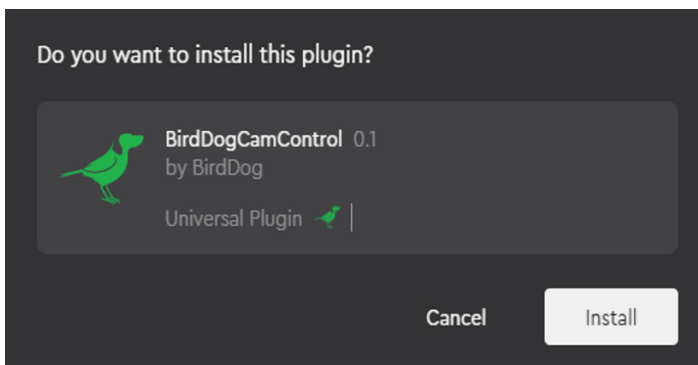 Do you want to install this plugin?
BirdDogCamControl 0.1
by BirdDog
Universal Plugin
Cancel Install